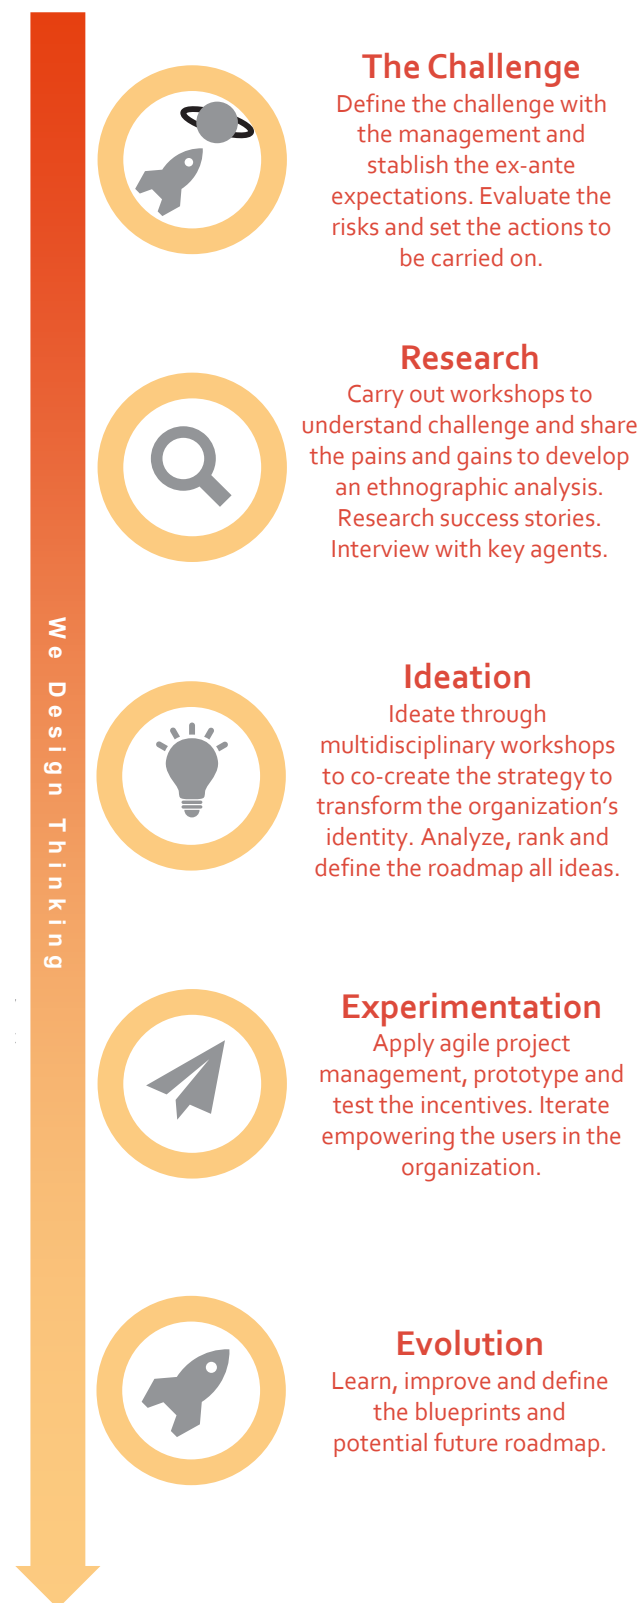 The Challenge
Define the challenge with
the management and
stablish the ex-ante
expectations. Evaluate the
risks and set the actions to
be carried on.
Research
Carry out workshops to
understand challenge and share
the pains and gains to develop
an ethnographic analysis.
Research success stories.
Interview with key agents.
We Design Thinking
Ideation
Ideate through
multidisciplinary workshops
to co-create the strategy to
transform the organization’s
identity. Analyze, rank and
define the roadmap all ideas.
Experimentation
Apply agile project
management, prototype and
test the incentives. Iterate
empowering the users in the
organization.
Evolution
Learn, improve and define
the blueprints and
potential future roadmap.